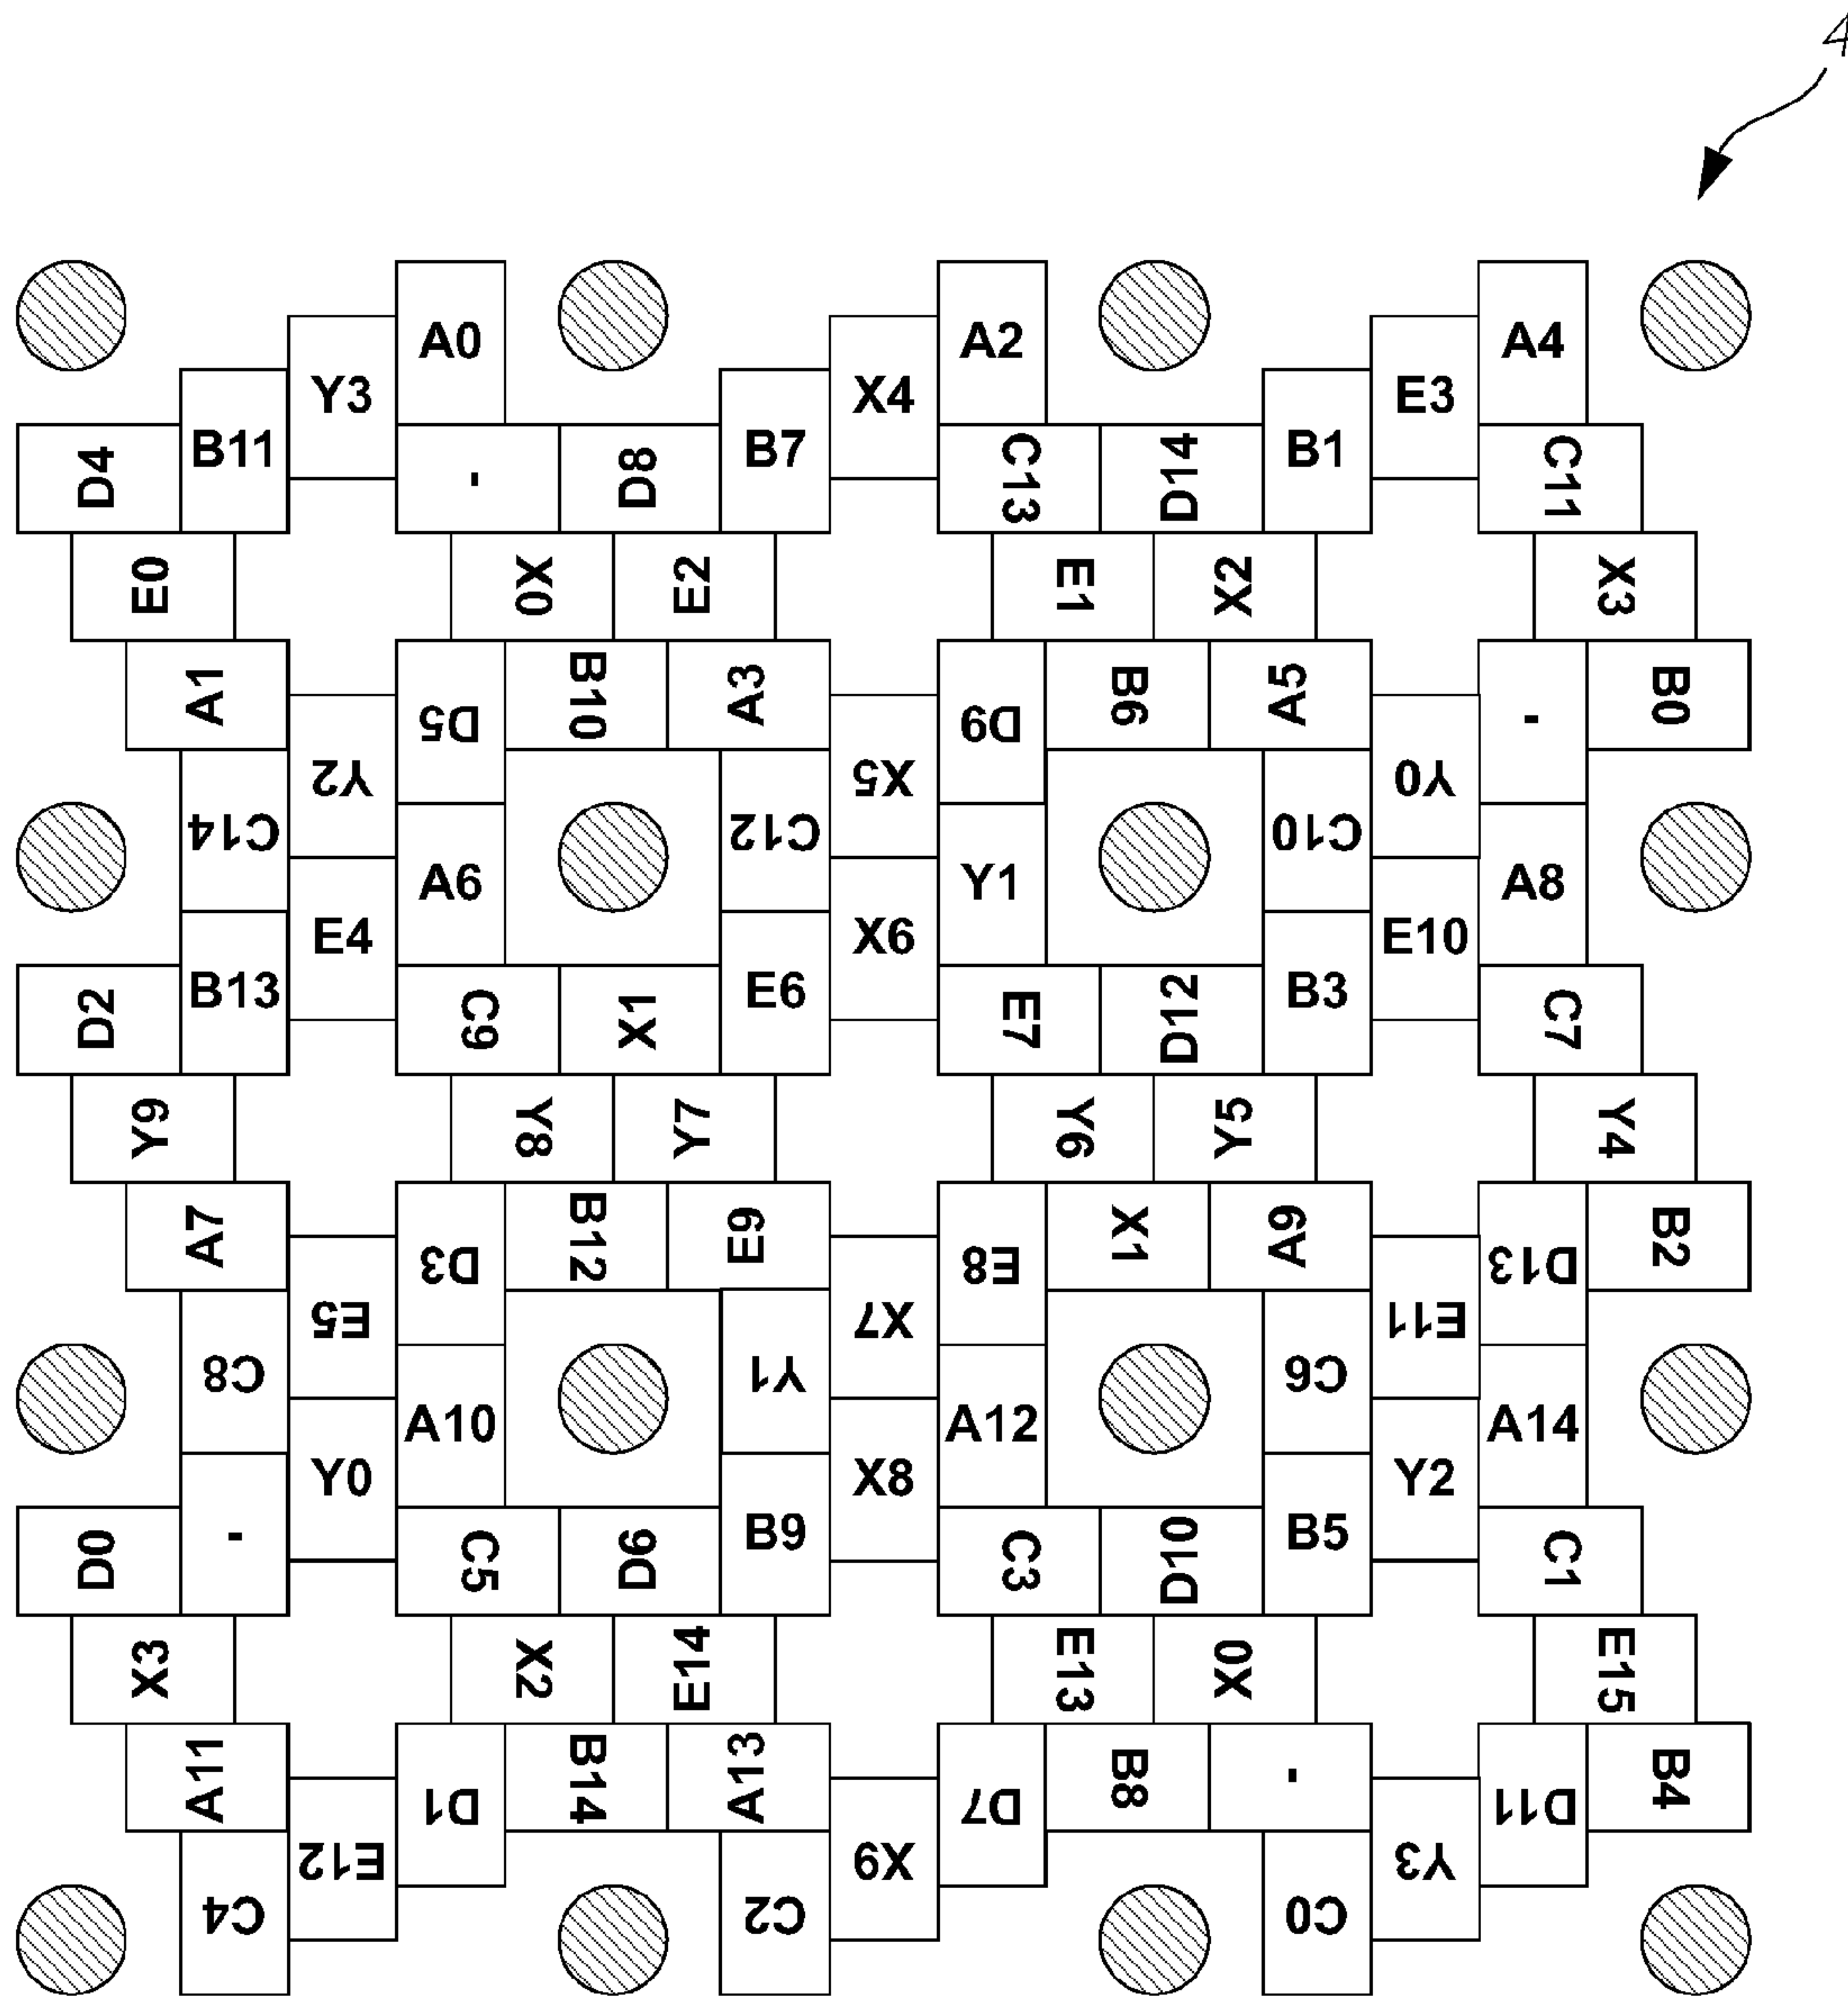 A0 A2 A4
Y3 X4 E3
B11 B7 B1
D4 - D8 C13 D14 C11
E0 X0 E2 E1 X2 X3
A1 D5 B10 A3 D9 B6 A5 - B0
Y2 X5 Y0
C14 C12 C10
A6 Y1 A8
E4 X6 E10
B13 E6 B3
D2 C9 X1 E7 D12 C7
Y9 Y8 Y7 Y6 Y5 Y4
A7 D3 B12 E9 E8 X1 A9 D13 B2
E5 X7 E11
C8 Y1 C6
A10 A12 A14
Y0 X8 Y2
- B9 B5
D0 C5 D6 C3 D10 C1
X3 X2 E14 E13 X0 E15
A11 D1 B14 A13 D7 B8 - D11 B4
E12 X9 Y3
C4 C2 C0